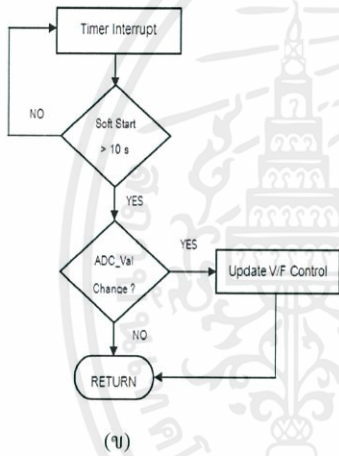 Timer Interrupt
NO
Soft Start
> 10 s
YES
ADC_Val
Change ?
YES
Update V/F Control
NO
RETURN
(ข)